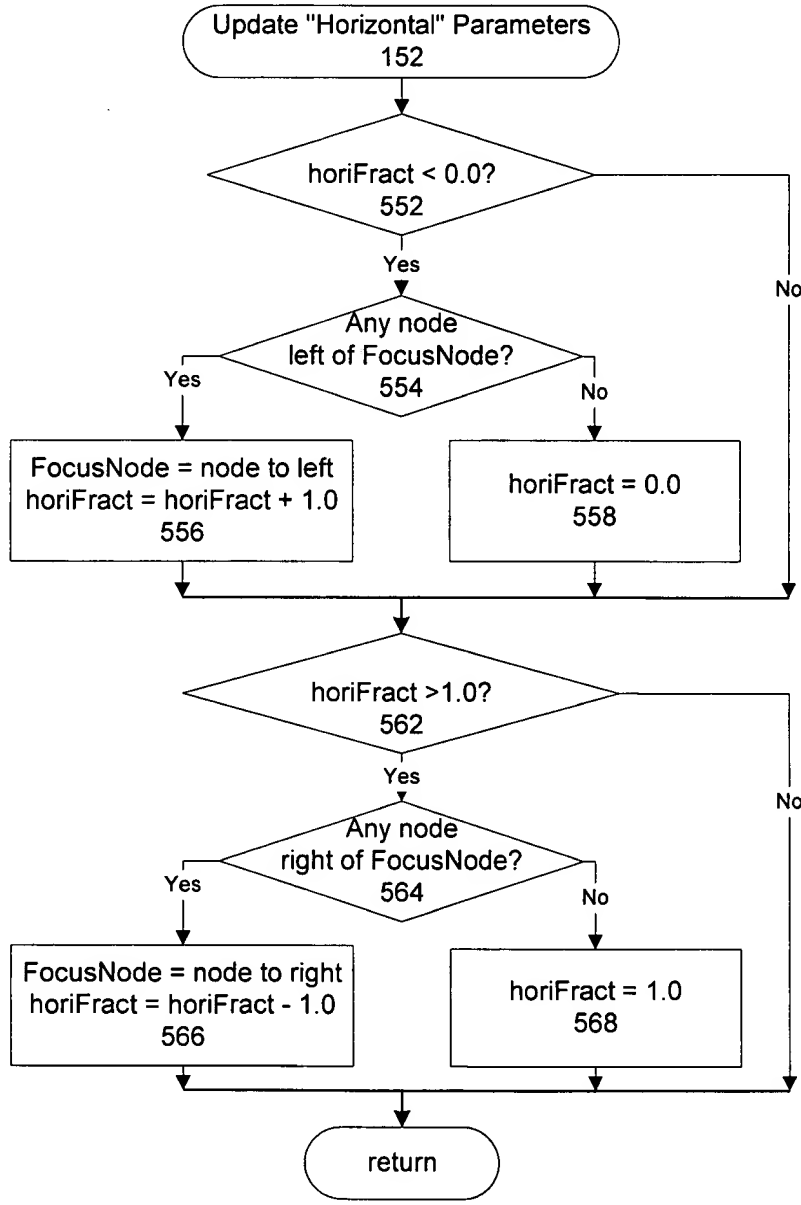 Update "Horizontal" Parameters
152
horiFract < 0.0?
552
Yes
No
Any node
left of FocusNode?
554
Yes
No
FocusNode = node to left
horiFract = horiFract + 1.0
556
horiFract = 0.0
558
horiFract >1.0?
562
Yes
No
Any node
right of FocusNode?
564
Yes
No
FocusNode = node to right
horiFract = horiFract - 1.0
566
horiFract = 1.0
568
return